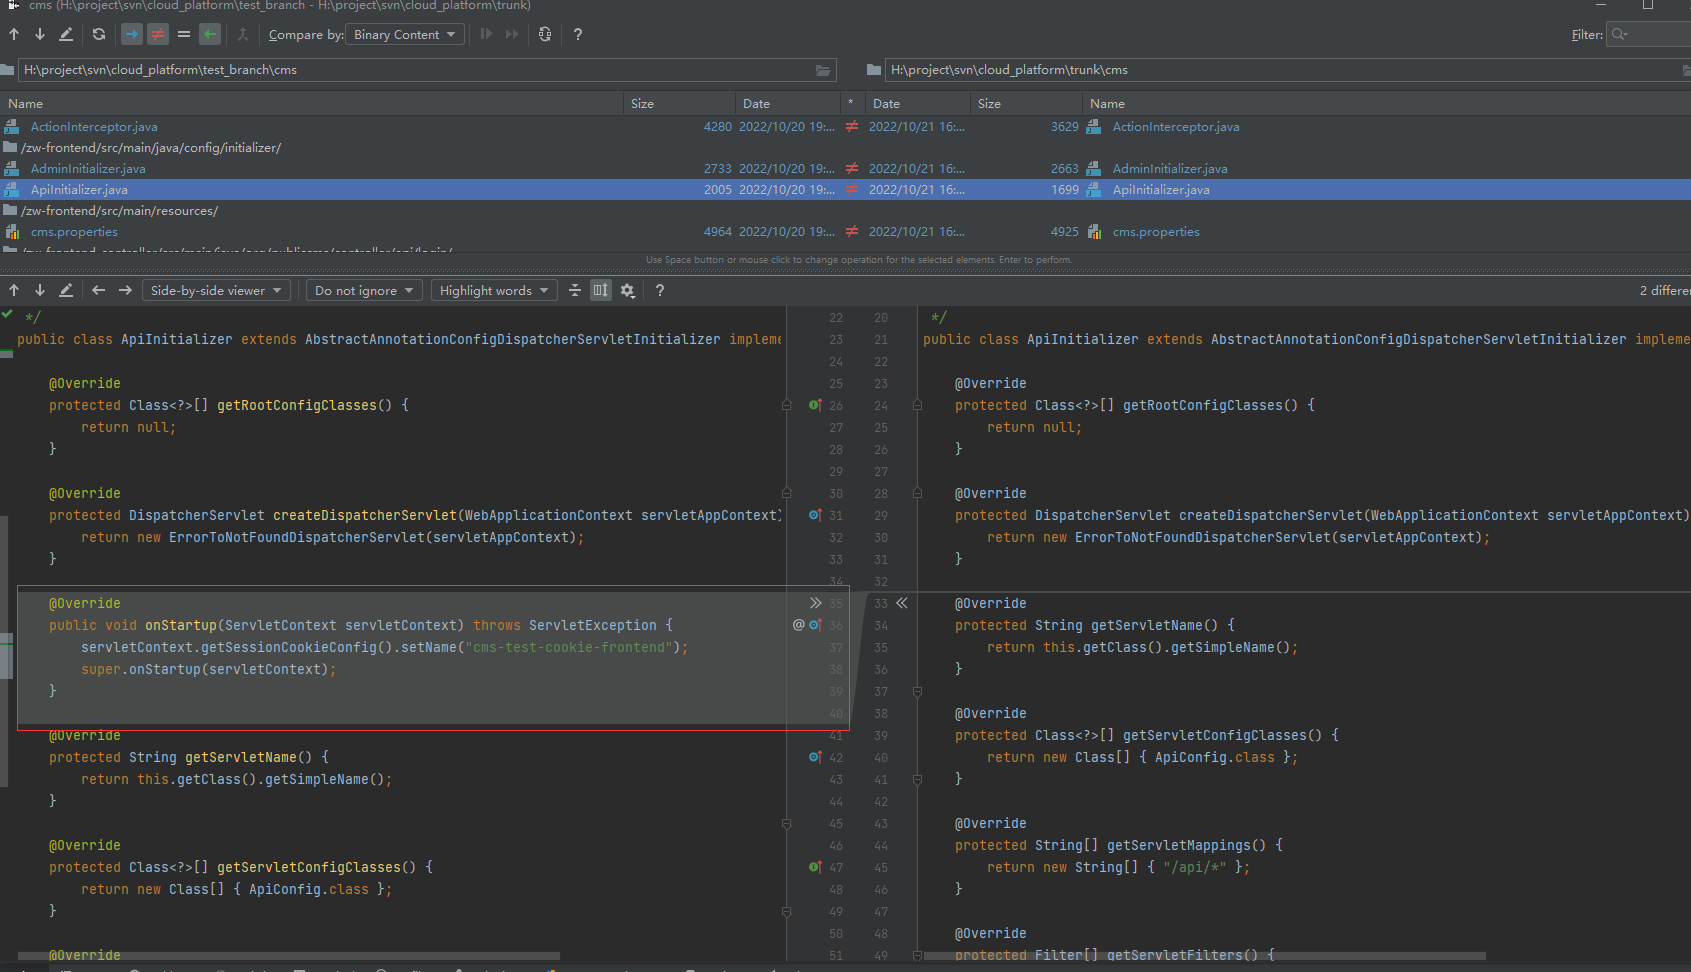 cms (H:\project\svn\cloud_platform\test_branch - H:\project\svn\cloud_platform\trunk)
Compare by: Binary Content ? Filter:
H:\project\svn\cloud_platform\test_branch\cms H:\project\svn\cloud_platform\trunk\cms
Name Size Date * Date Size Name
ActionInterceptor.java 4280 2022/10/20 19:... ≠ 2022/10/21 16:... 3629 ActionInterceptor.java
/zw-frontend/src/main/java/config/initializer/
AdminInitializer.java 2733 2022/10/20 19:... ≠ 2022/10/21 16:... 2663 AdminInitializer.java
ApiInitializer.java 2005 2022/10/20 19:... ≠ 2022/10/21 16:... 1699 ApiInitializer.java
/zw-frontend/src/main/resources/
cms.properties 4964 2022/10/20 19:... ≠ 2022/10/21 16:... 4925 cms.properties
Use Space button or mouse click to change operation for the selected elements. Enter to perform.
Side-by-side viewer Do not ignore Highlight words ? 2 differe
*/ 22 20 */
public class ApiInitializer extends AbstractAnnotationConfigDispatcherServletInitializer impleme 23 21 public class ApiInitializer extends AbstractAnnotationConfigDispatcherServletInitializer impleme
24 22
@Override 25 23 @Override
protected Class<?>[] getRootConfigClasses() { 26 24 protected Class<?>[] getRootConfigClasses() {
return null; 27 25 return null;
} 28 26 }
29 27
@Override 30 28 @Override
protected DispatcherServlet createDispatcherServlet(WebApplicationContext servletAppContext) 31 29 protected DispatcherServlet createDispatcherServlet(WebApplicationContext servletAppContext)
return new ErrorToNotFoundDispatcherServlet(servletAppContext); 32 30 return new ErrorToNotFoundDispatcherServlet(servletAppContext);
} 33 31 }
34 32
@Override 35 33 @Override
public void onStartup(ServletContext servletContext) throws ServletException { @ 36 34 protected String getServletName() {
servletContext.getSessionCookieConfig().setName("cms-test-cookie-frontend"); 37 35 return this.getClass().getSimpleName();
super.onStartup(servletContext); 38 36 }
} 39 37
40 38 @Override
@Override 41 39 protected Class<?>[] getServletConfigClasses() {
protected String getServletName() { 42 40 return new Class[] { ApiConfig.class };
return this.getClass().getSimpleName(); 43 41 }
} 44 42
45 43 @Override
@Override 46 44 protected String[] getServletMappings() {
protected Class<?>[] getServletConfigClasses() { 47 45 return new String[] { "/api/*" };
return new Class[] { ApiConfig.class }; 48 46 }
} 49 47
50 48 @Override
@Override 51 49 protected Filter[] getServletFilters() {